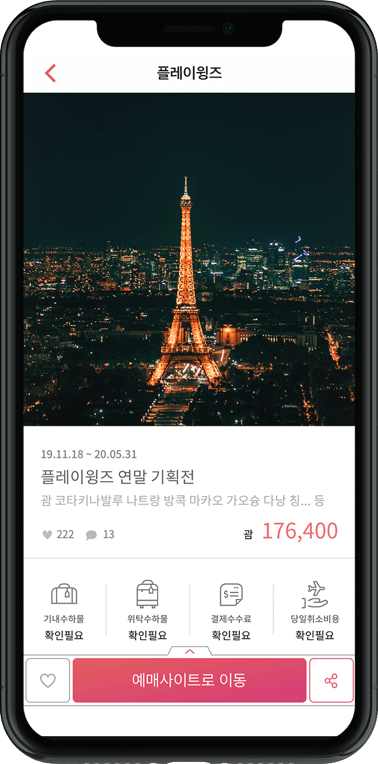 플레이윙즈
19.11.18 ~ 20.05.31
플레이윙즈 연말 기획전
괌 코타키나발루 나트랑 방콕 마카오 가오슝 다낭 칭... 등
222 13 괌 176,400
기내수하물 위탁수하물 결제수수료 당일취소비용
확인필요 확인필요 확인필요 확인필요
예매사이트로 이동